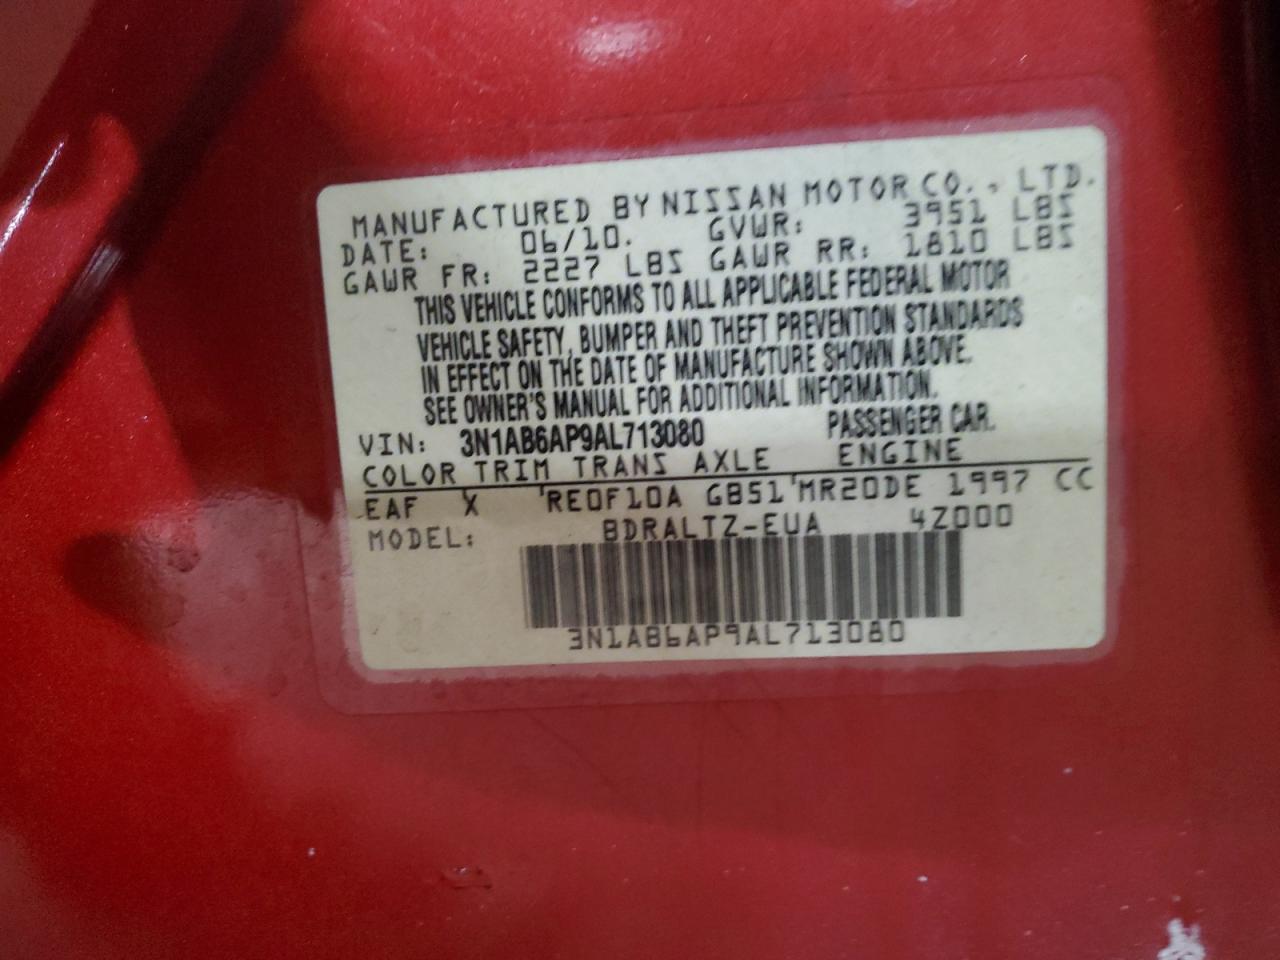 MANUFACTURED BY NISSAN MOTOR CO., LTD.
DATE: 06/10. GVWR: 3951 LBS
GAWR FR: 2227 LBS GAWR RR: 1810 LBS
THIS VEHICLE CONFORMS TO ALL APPLICABLE FEDERAL MOTOR
VEHICLE SAFETY, BUMPER AND THEFT PREVENTION STANDARDS
IN EFFECT ON THE DATE OF MANUFACTURE SHOWN ABOVE.
SEE OWNER'S MANUAL FOR ADDITIONAL INFORMATION.
VIN: 3N1AB6AP9AL713080 PASSENGER CAR.
COLOR TRIM TRANS AXLE ENGINE
EAF X 'RE0F10A GB51'MR20DE 1997 CC
MODEL: BDRALTZ-EUA 4Z000
3N1AB6AP9AL713080